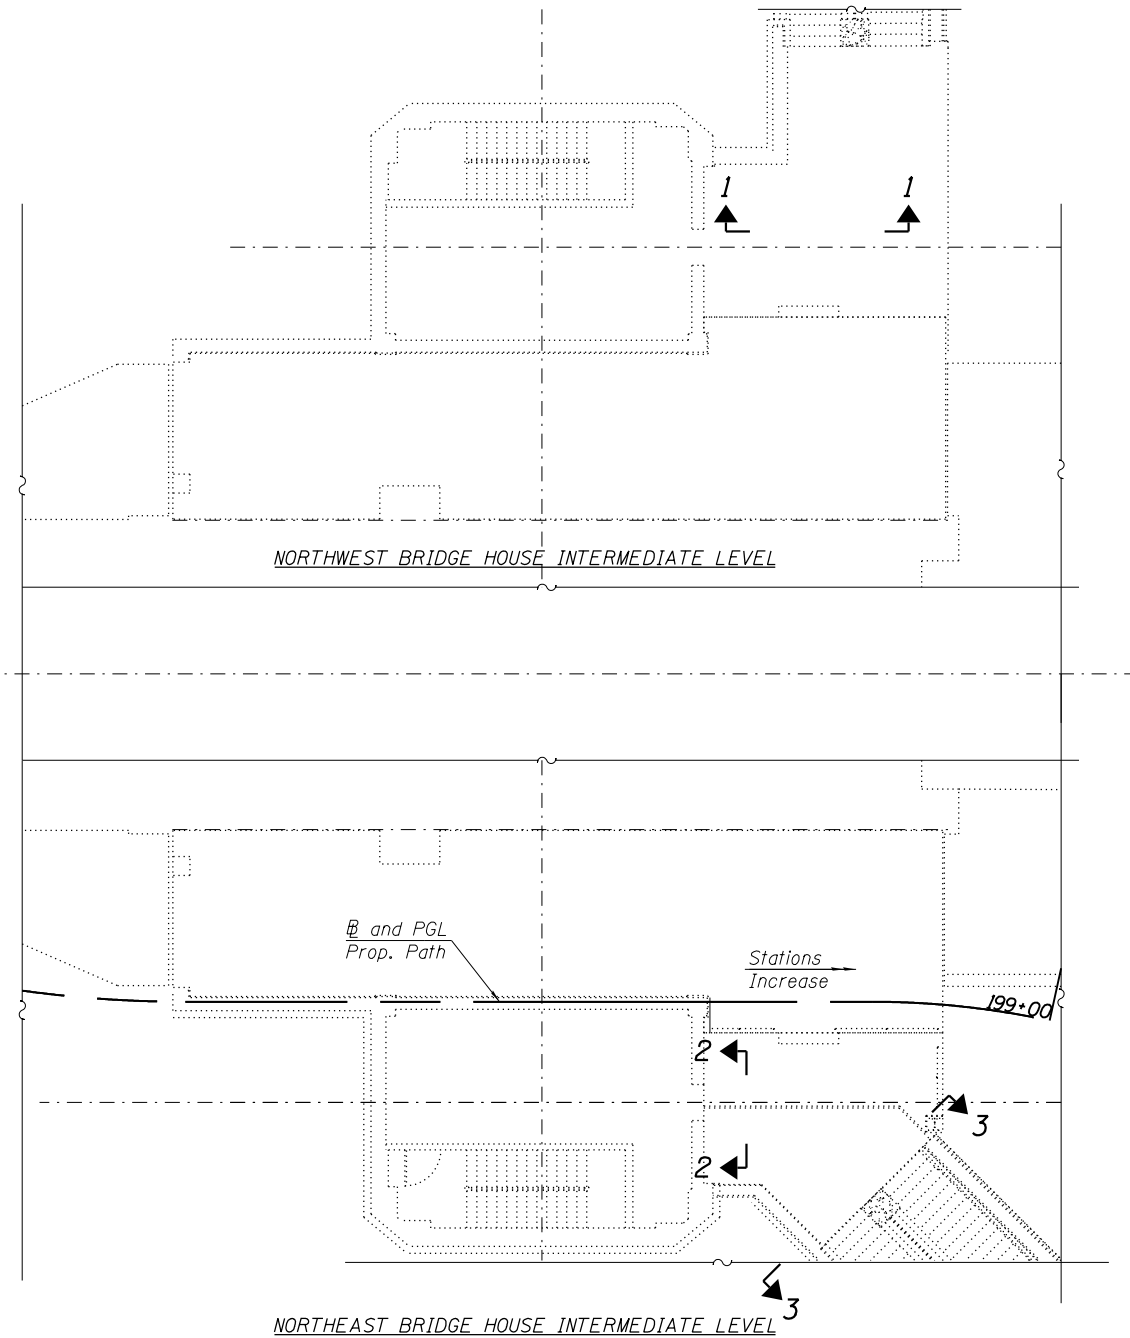 1 1
NORTHWEST BRIDGE HOUSE INTERMEDIATE LEVEL
℄ and PGL
Prop. Path
Stations
Increase
199+00
2
3
2
3
NORTHEAST BRIDGE HOUSE INTERMEDIATE LEVEL